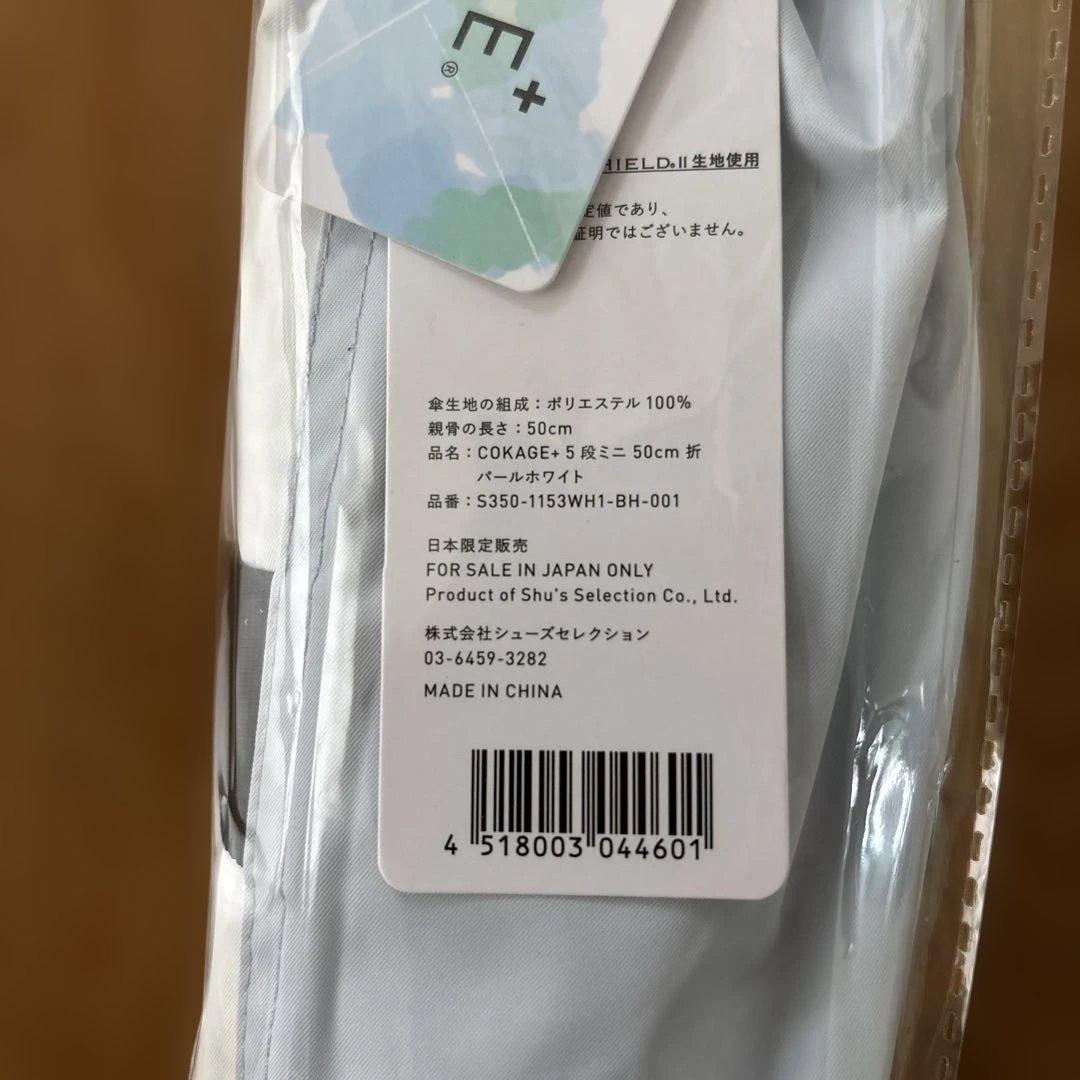 E+
®
HIELD®II生地使用
定値であり、
証明ではございません。
傘生地の組成：ポリエステル 100%
親骨の長さ：50cm
品名：COKAGE+ 5 段ミニ 50cm 折
パールホワイト
品番：S350-1153WH1-BH-001
日本限定販売
FOR SALE IN JAPAN ONLY
Product of Shu's Selection Co., Ltd.
株式会社シューズセレクション
03-6459-3282
MADE IN CHINA
4 518003 044601